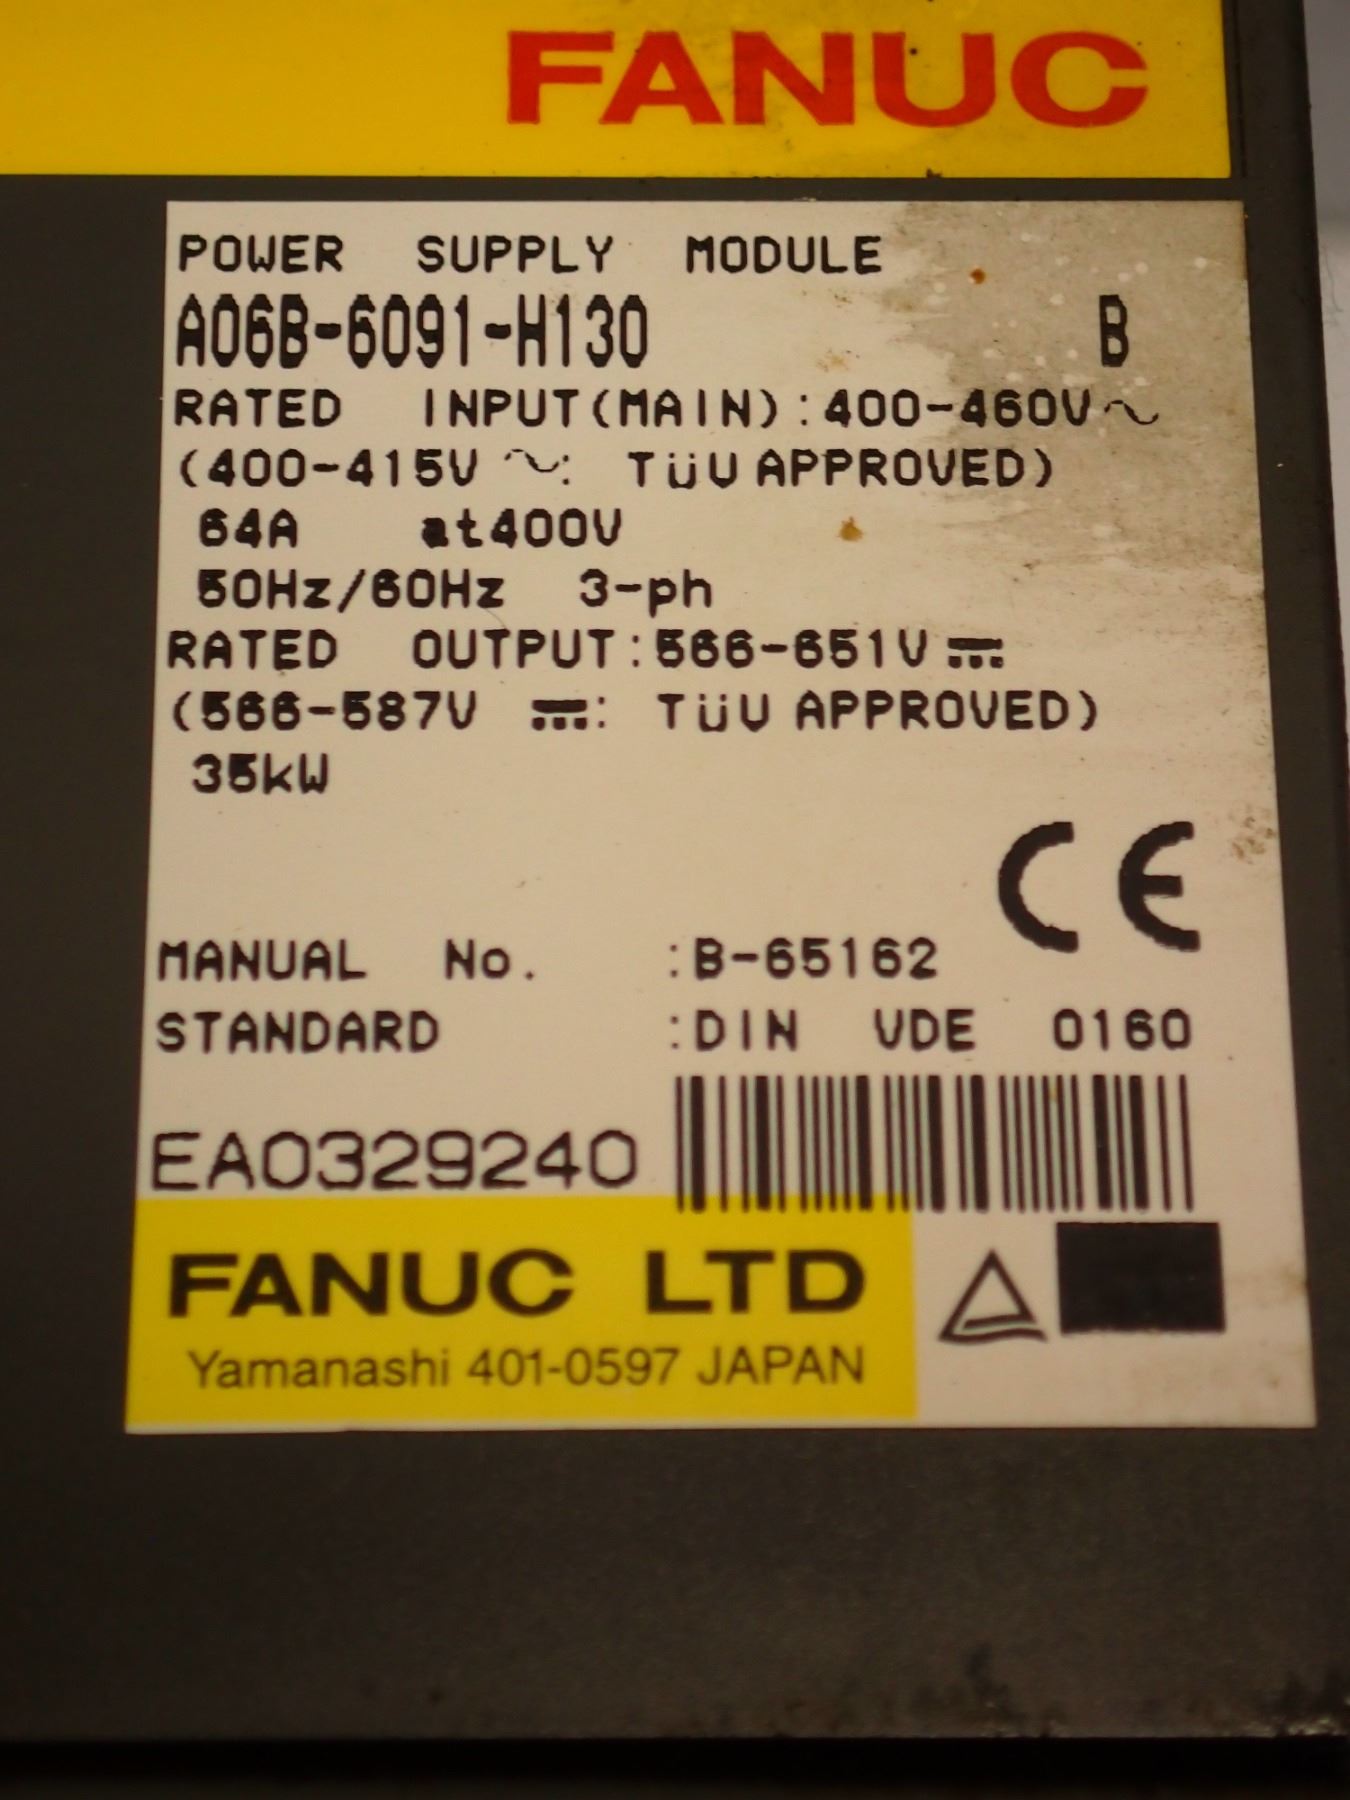 FANUC
POWER SUPPLY MODULE
A06B-6091-H130 B
RATED INPUT(MAIN):400-460V～
(400-415V ～: TüV APPROVED)
64A at400V
50Hz/60Hz 3-ph
RATED OUTPUT:566-651V⎓
(566-587V ⎓: TüV APPROVED)
35kW
CE
MANUAL No. :B-65162
STANDARD :DIN VDE 0160
EA0329240
FANUC LTD
Yamanashi 401-0597 JAPAN